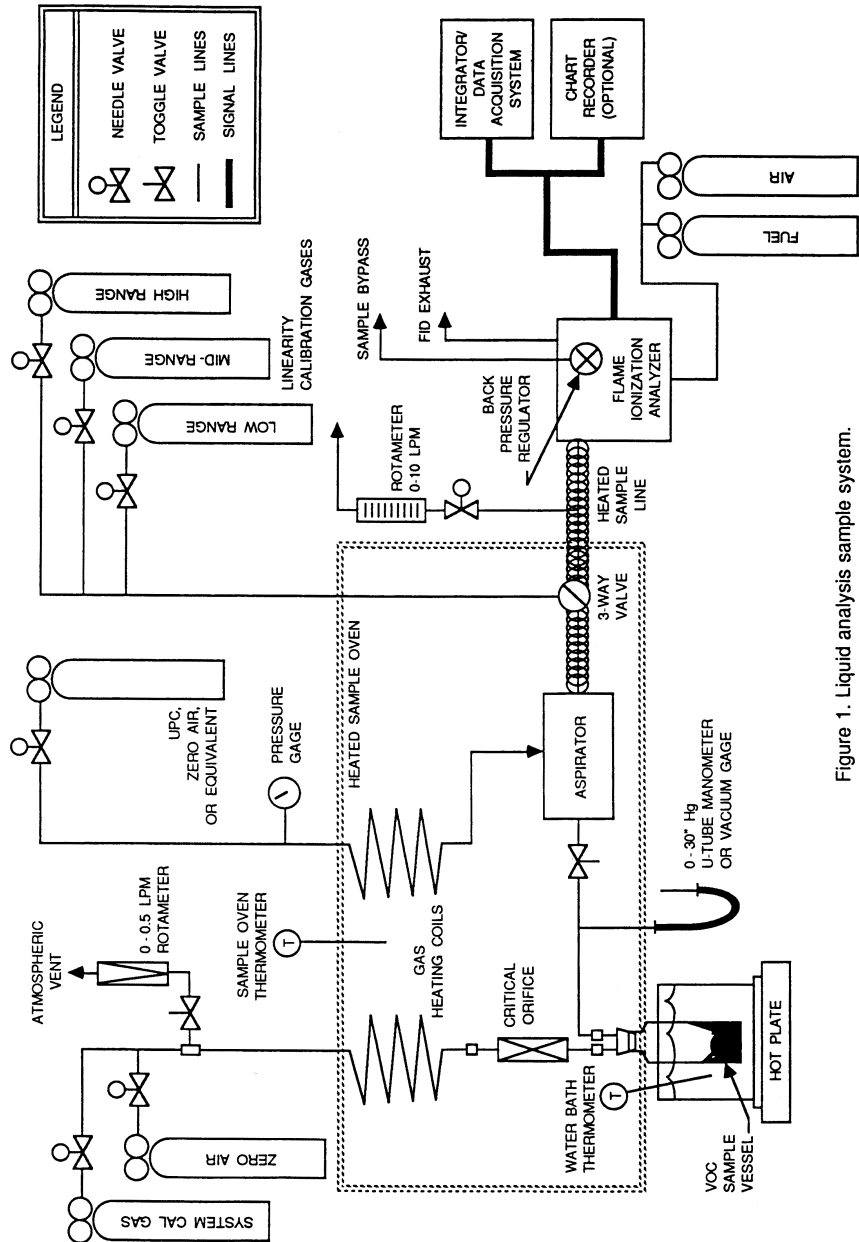 LEGEND
NEEDLE VALVE
TOGGLE VALVE
SAMPLE LINES
SIGNAL LINES
SYSTEM CAL GAS
ZERO AIR
ATMOSPHERIC
VENT
0 - 0.5 LPM
ROTAMETER
SAMPLE OVEN
THERMOMETER
T
UPC,
ZERO AIR,
OR EQUIVALENT
PRESSURE
GAGE
HIGH RANGE
MID-RANGE
LOW RANGE
LINEARITY
CALIBRATION GASES
HEATED SAMPLE OVEN
GAS
HEATING COILS
CRITICAL
ORIFICE
WATER BATH
THERMOMETER
T
VOC
SAMPLE
VESSEL
HOT PLATE
0 - 30" Hg
U-TUBE MANOMETER
OR VACUUM GAGE
ASPIRATOR
3-WAY
VALVE
ROTAMETER
0-10 LPM
HEATED
SAMPLE
LINE
BACK
PRESSURE
REGULATOR
SAMPLE BYPASS
FID EXHAUST
FLAME
IONIZATION
ANALYZER
INTEGRATOR/
DATA
ACQUISITION
SYSTEM
CHART
RECORDER
(OPTIONAL)
FUEL
AIR
Figure 1. Liquid analysis sample system.